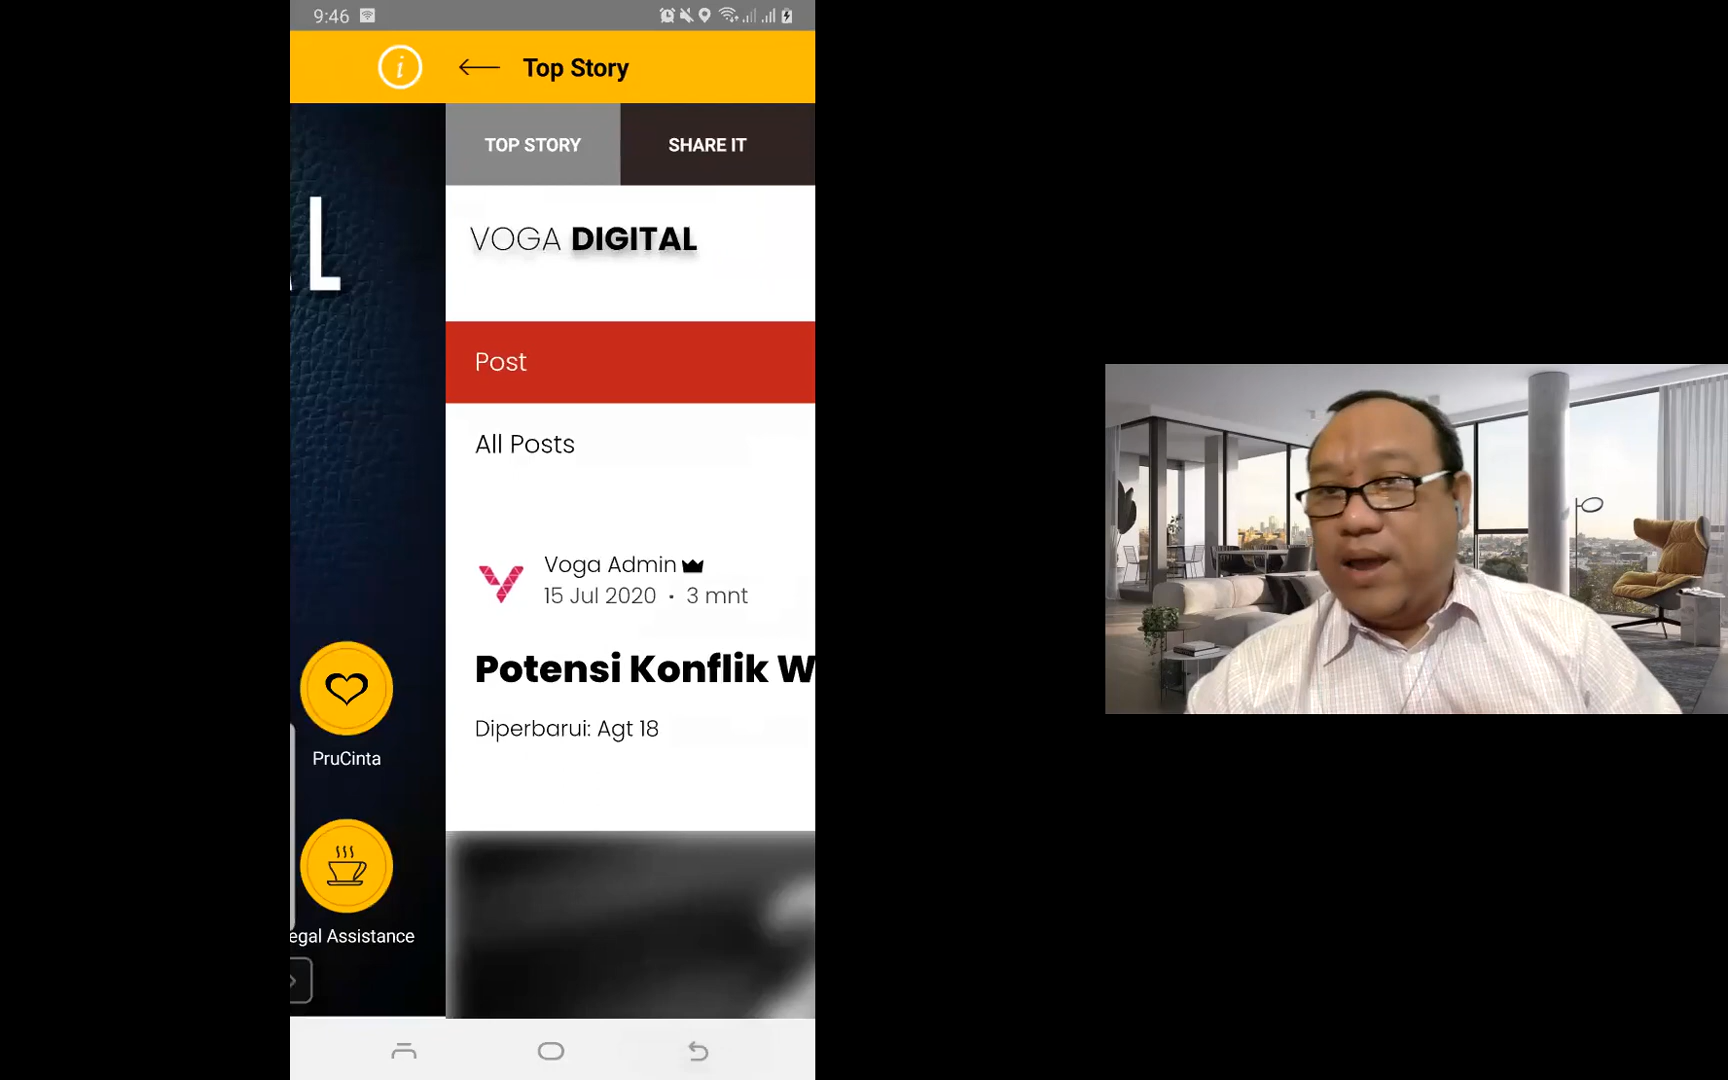 9:46
i
Top Story
TOP STORY
SHARE IT
L
VOGA DIGITAL
Post
All Posts
Voga Admin
15 Jul 2020 • 3 mnt
Potensi Konflik W
Diperbarui: Agt 18
PruCinta
egal Assistance